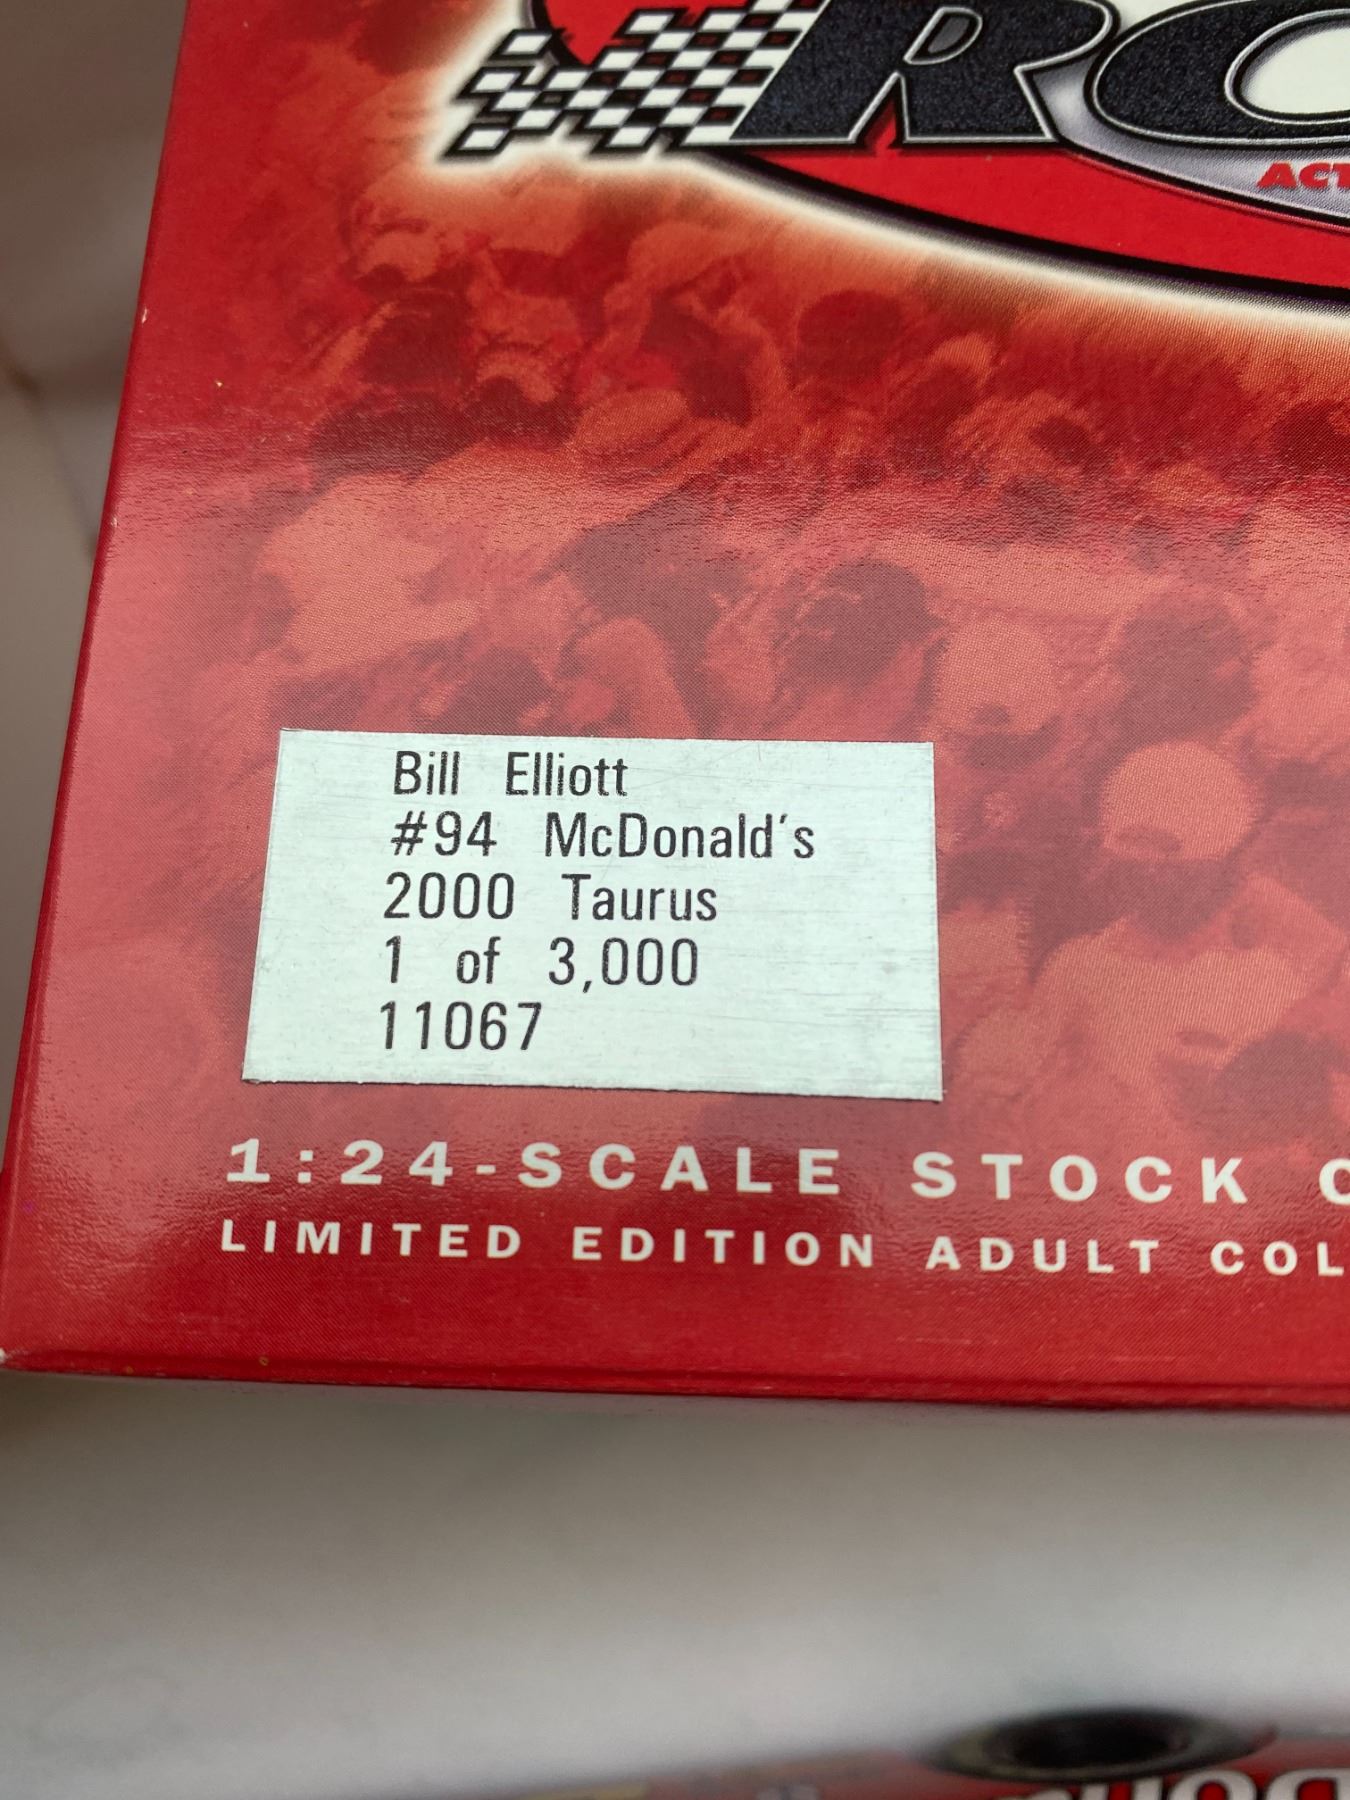 Bill Elliott
#94 McDonald's
2000 Taurus
1 of 3,000
11067
1:24-SCALE STOCK
LIMITED EDITION ADULT